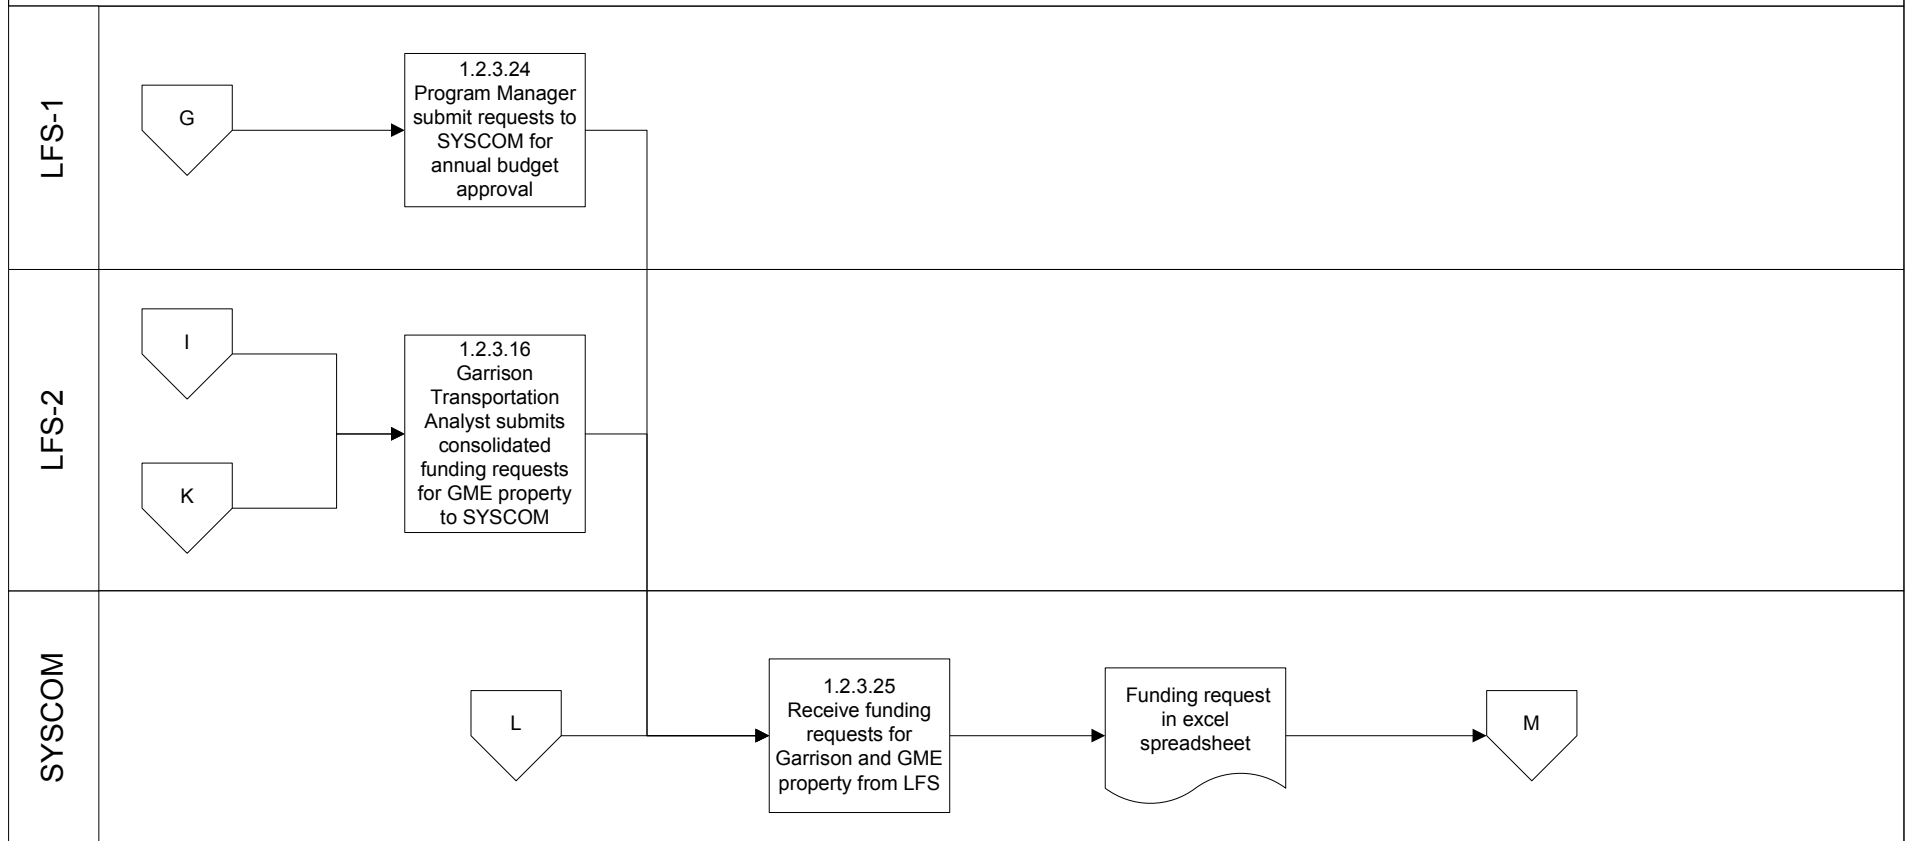 LFS-1
G
1.2.3.24
Program Manager
submit requests to
SYSCOM for
annual budget
approval
LFS-2
I
K
1.2.3.16
Garrison
Transportation
Analyst submits
consolidated
funding requests
for GME property
to SYSCOM
SYSCOM
L
1.2.3.25
Receive funding
requests for
Garrison and GME
property from LFS
Funding request
in excel
spreadsheet
M